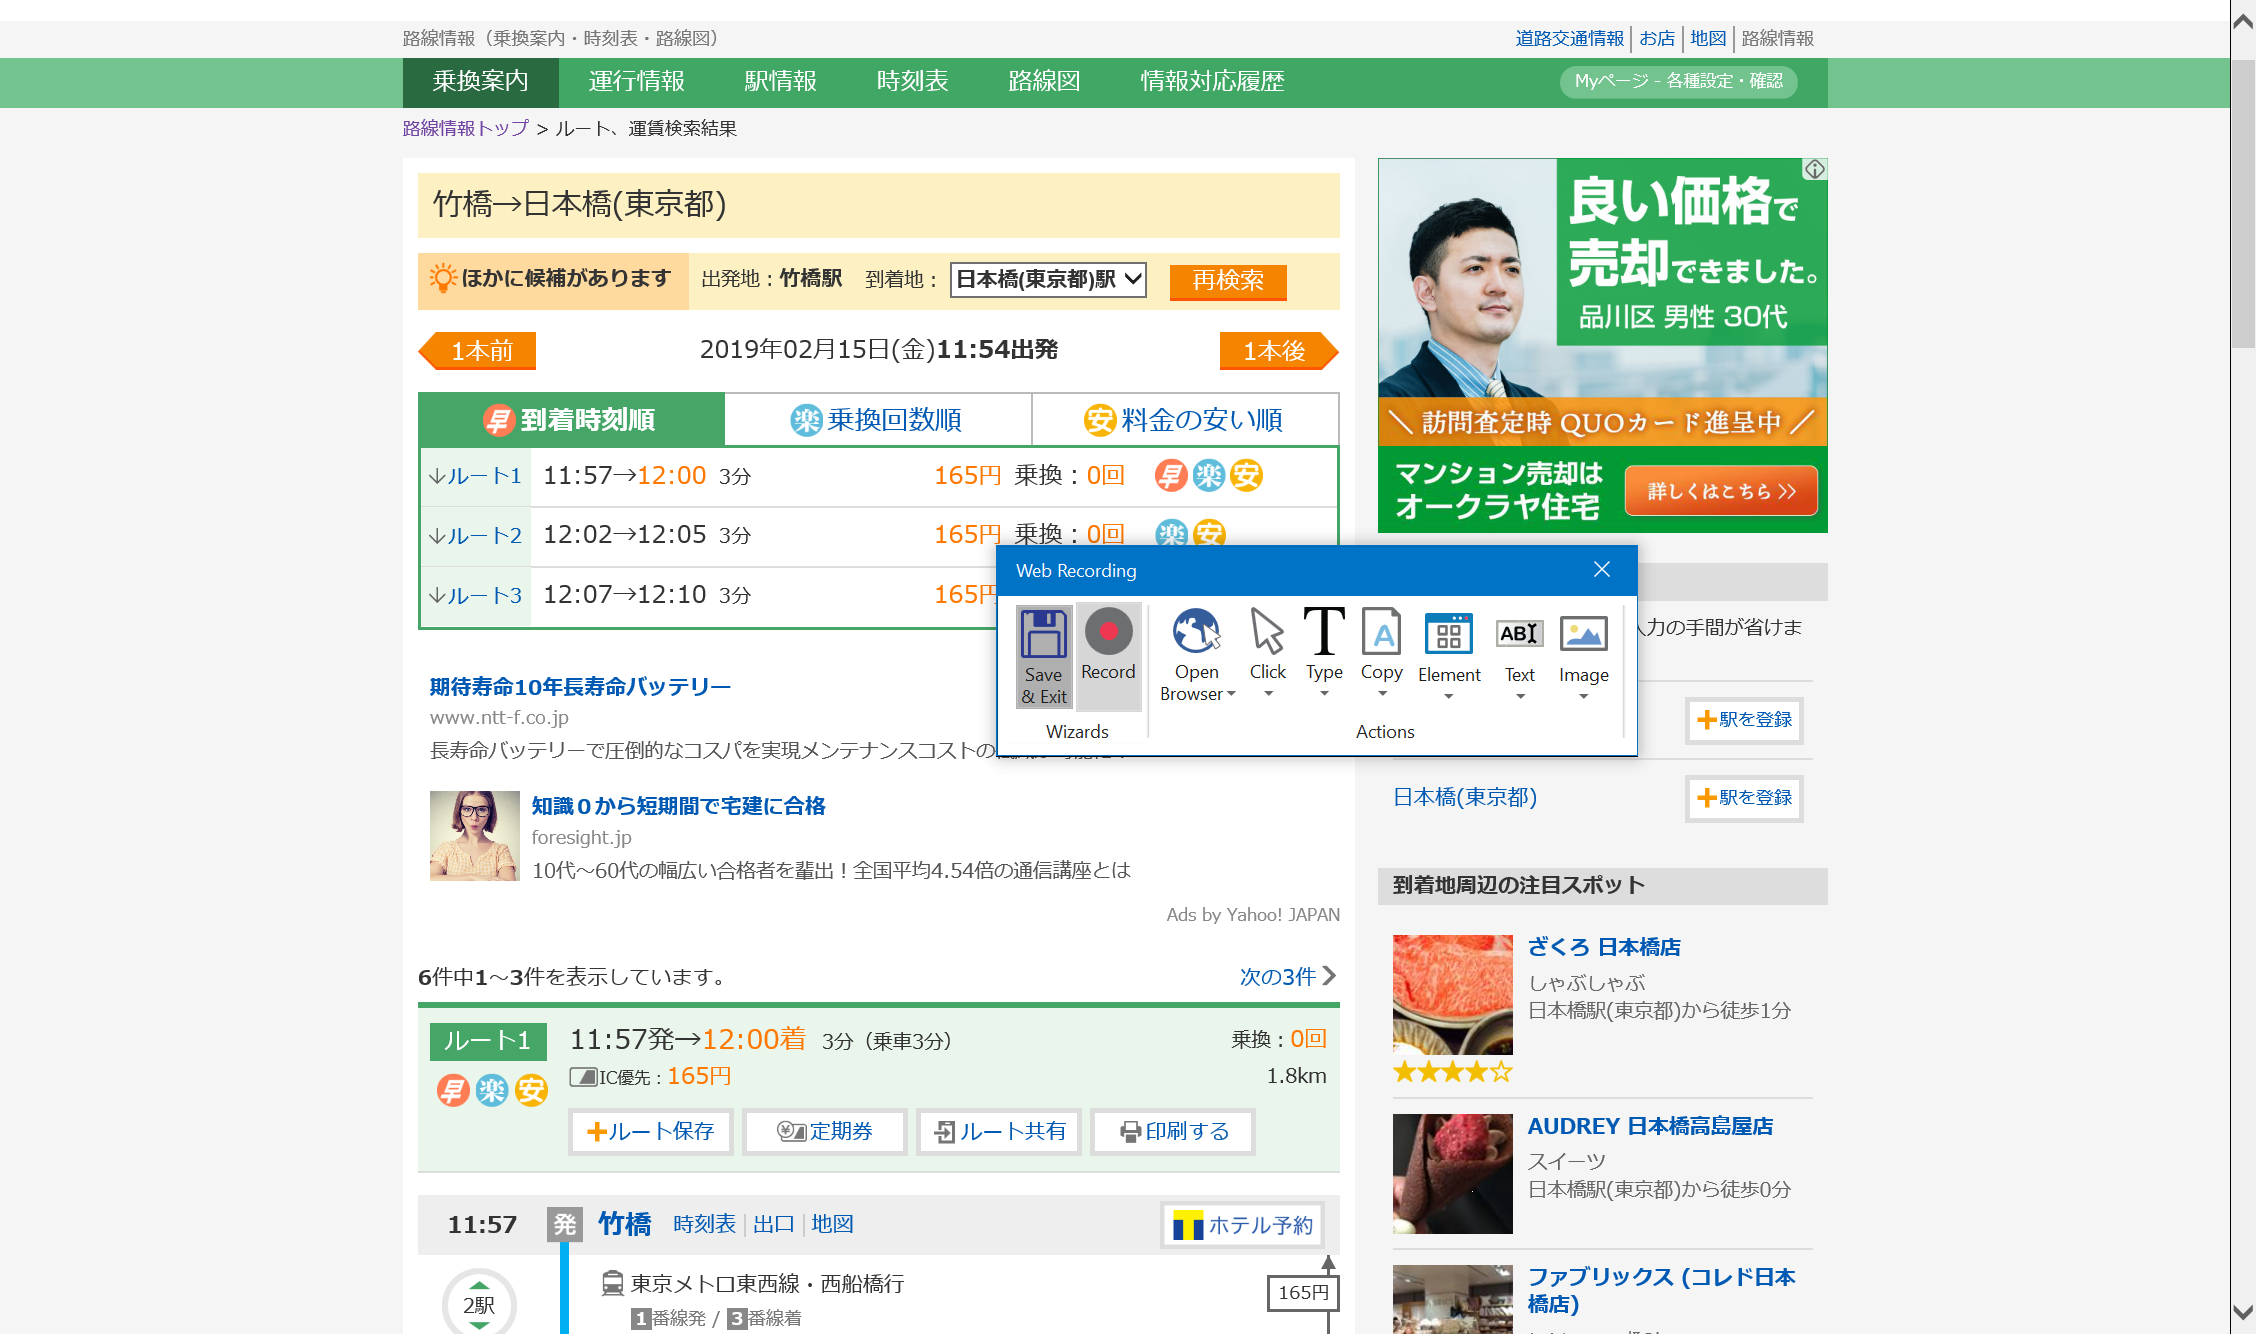 路線情報（乗換案内・時刻表・路線図）
道路交通情報 お店 地図 路線情報
乗換案内 運行情報 駅情報 時刻表 路線図 情報対応履歴
Myページ - 各種設定・確認
路線情報トップ > ルート、運賃検索結果
竹橋→日本橋(東京都)
ほかに候補があります 出発地：竹橋駅 到着地： 日本橋(東京都)駅 再検索
1本前 2019年02月15日(金)11:54出発 1本後
早 到着時刻順 楽 乗換回数順 安 料金の安い順
↓ルート1 11:57→12:00 3分 165円 乗換：0回 早 楽 安
↓ルート2 12:02→12:05 3分 165円 乗換：0回 楽 安
↓ルート3 12:07→12:10 3分 165円
期待寿命10年長寿命バッテリー
www.ntt-f.co.jp
長寿命バッテリーで圧倒的なコスパを実現メンテナンスコストの
知識０から短期間で宅建に合格
foresight.jp
10代～60代の幅広い合格者を輩出！全国平均4.54倍の通信講座とは
Ads by Yahoo! JAPAN
6件中1～3件を表示しています。 次の3件
ルート1 11:57発→12:00着 3分（乗車3分） 乗換：0回
早 楽 安 IC優先：165円 1.8km
ルート保存 定期券 ルート共有 印刷する
11:57 発 竹橋 時刻表 出口 地図 ホテル予約
東京メトロ東西線・西船橋行
2駅 165円
1番線発 / 3番線着
Web Recording
Save & Exit
Record
Wizards
Open Browser
Click
Type
Copy
Element
Text
Image
Actions
良い価格で
売却できました。
品川区 男性 30代
＼ 訪問査定時 QUOカード進呈中 ／
マンション売却は
オークラヤ住宅
詳しくはこちら
入力の手間が省けま
駅を登録
日本橋(東京都) 駅を登録
到着地周辺の注目スポット
ざくろ 日本橋店
しゃぶしゃぶ
日本橋駅(東京都)から徒歩1分
★★★★☆
AUDREY 日本橋高島屋店
スイーツ
日本橋駅(東京都)から徒歩0分
ファブリックス (コレド日本
橋店)